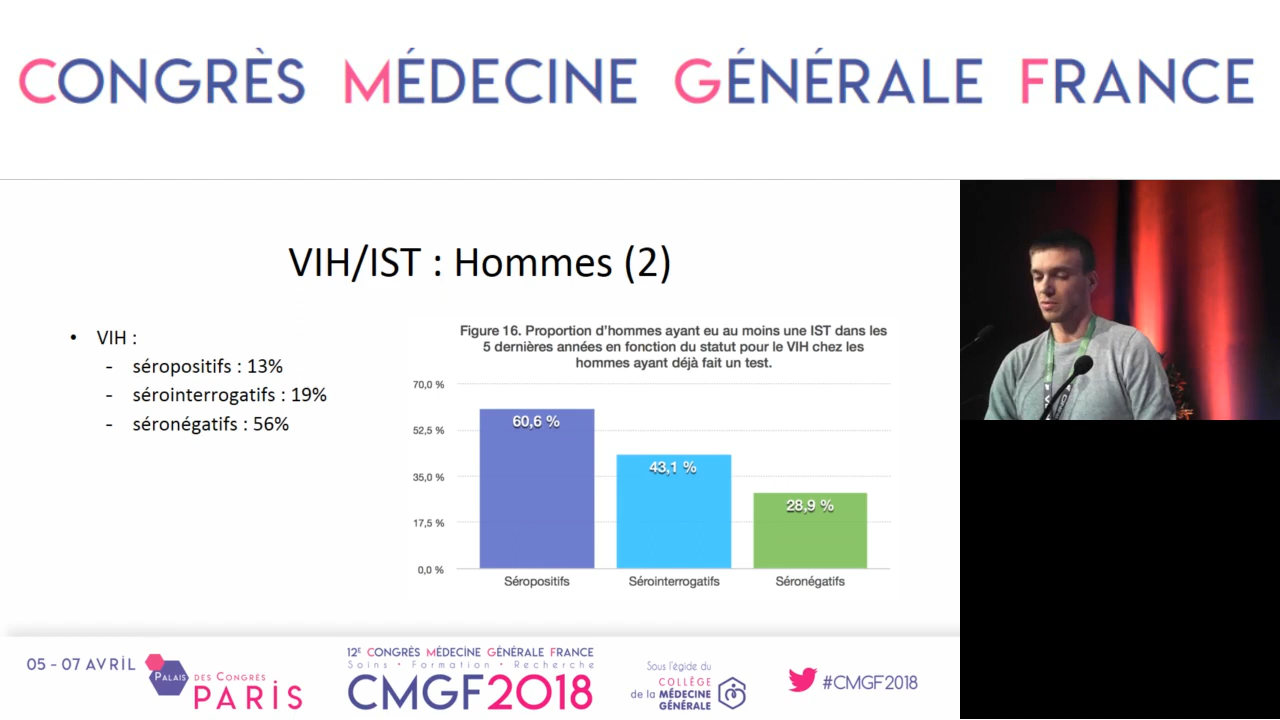 CONGRÈS MÉDECINE GÉNÉRALE FRANCE
VIH/IST : Hommes (2)
• VIH :
- séropositifs : 13%
- sérointerrogatifs : 19%
- séronégatifs : 56%
Figure 16. Proportion d'hommes ayant eu au moins une IST dans les
5 dernières années en fonction du statut pour le VIH chez les
hommes ayant déjà fait un test.
70,0 %
52,5 %
35,0 %
17,5 %
0,0 %
60,6 %
43,1 %
28,9 %
Séropositifs
Sérointerrogatifs
Séronégatifs
05 - 07 AVRIL
PALAIS DES CONGRÈS
PARIS
12E CONGRÈS MÉDECINE GÉNÉRALE FRANCE
Soins • Formation • Recherche
CMGF2018
Sous l'égide du
COLLÈGE
de la MÉDECINE
GÉNÉRALE
#CMGF2018